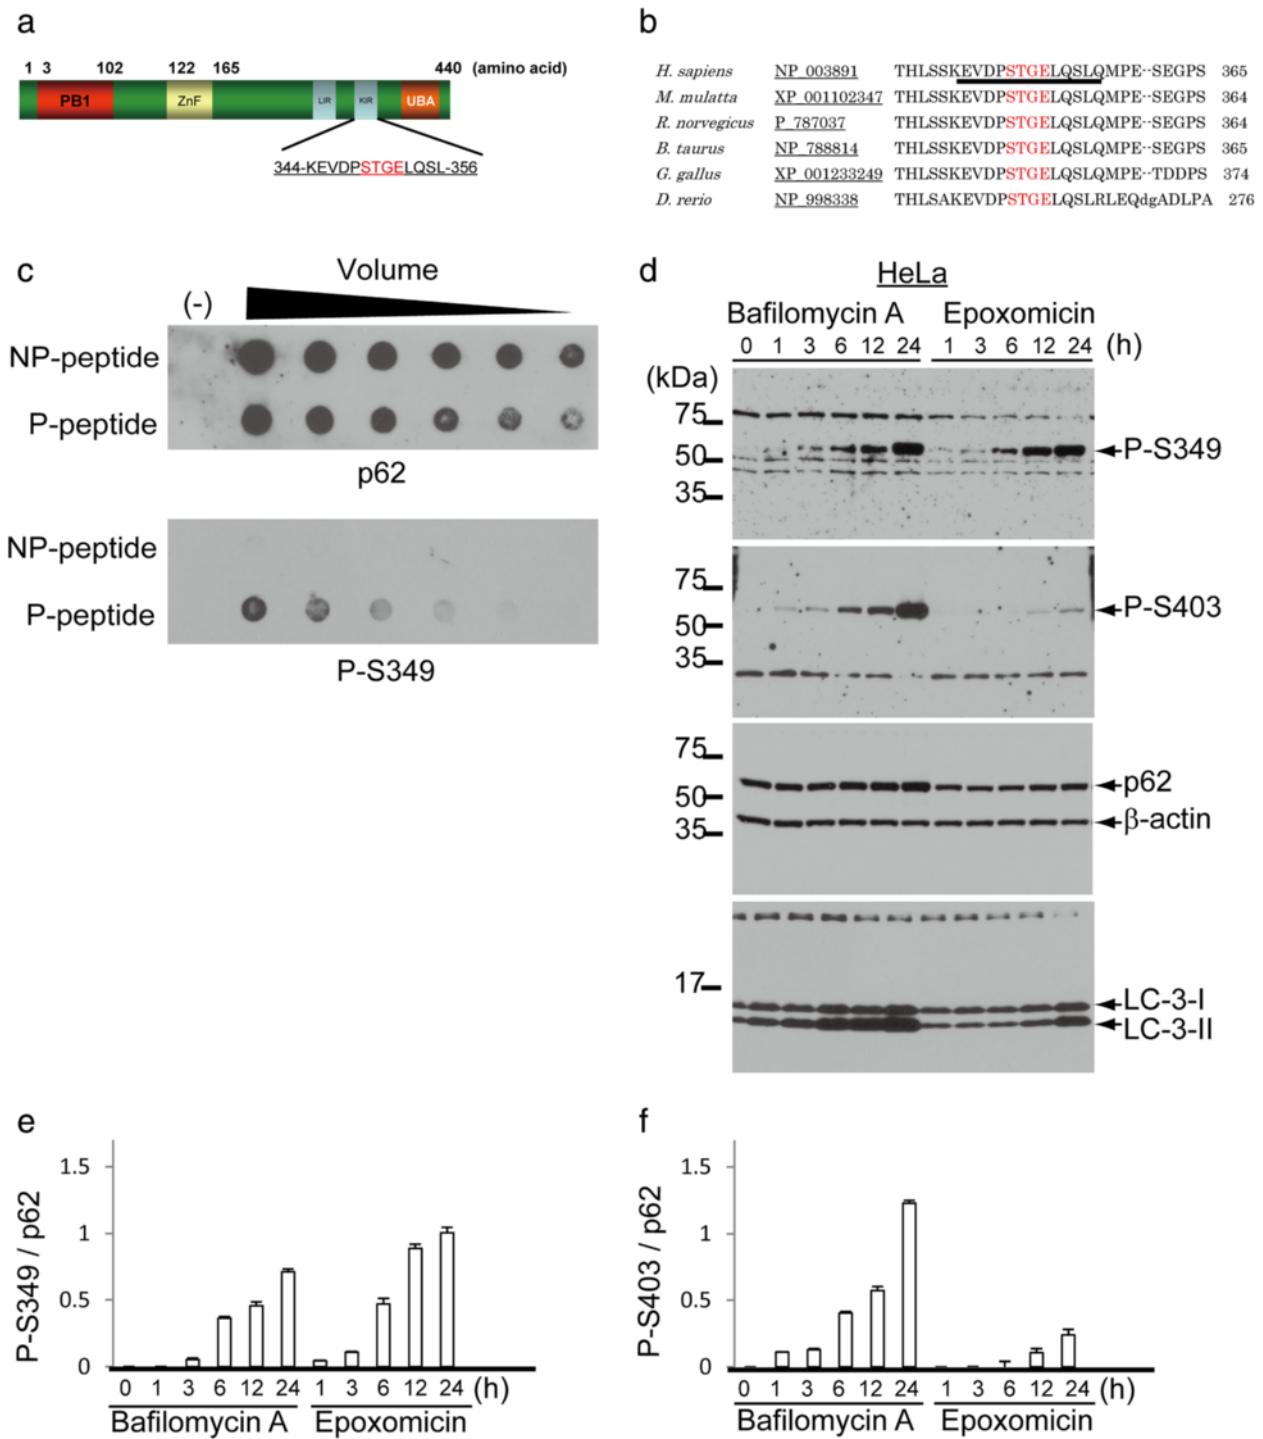 a
1 3 102 122 165 440 (amino acid)
PB1 ZnF LIR KIR UBA
344-KEVDPSTGELQSL-356
b
H. sapiens NP_003891 THLSSKEVDPSTGELQSLQMPE--SEGPS 365
M. mulatta XP_001102347 THLSSKEVDPSTGELQSLQMPE--SEGPS 364
R. norvegicus P_787037 THLSSKEVDPSTGELQSLQMPE--SEGPS 364
B. taurus NP_788814 THLSSKEVDPSTGELQSLQMPE--SEGPS 365
G. gallus XP_001233249 THLSSKEVDPSTGELQSLQMPE--TDDPS 374
D. rerio NP_998338 THLSAKEVDPSTGELQSLRLEQdgADLPA 276
c
Volume
(-)
NP-peptide
P-peptide
p62
NP-peptide
P-peptide
P-S349
d
HeLa
Bafilomycin A Epoxomicin
0 1 3 6 12 24 1 3 6 12 24 (h)
(kDa)
75
50
35
P-S349
75
50
35
P-S403
75
50
35
p62
β-actin
17
LC-3-I
LC-3-II
e
P-S349 / p62
1.5
1
0.5
0
0 1 3 6 12 24 1 3 6 12 24 (h)
Bafilomycin A Epoxomicin
f
P-S403 / p62
1.5
1
0.5
0
0 1 3 6 12 24 1 3 6 12 24 (h)
Bafilomycin A Epoxomicin